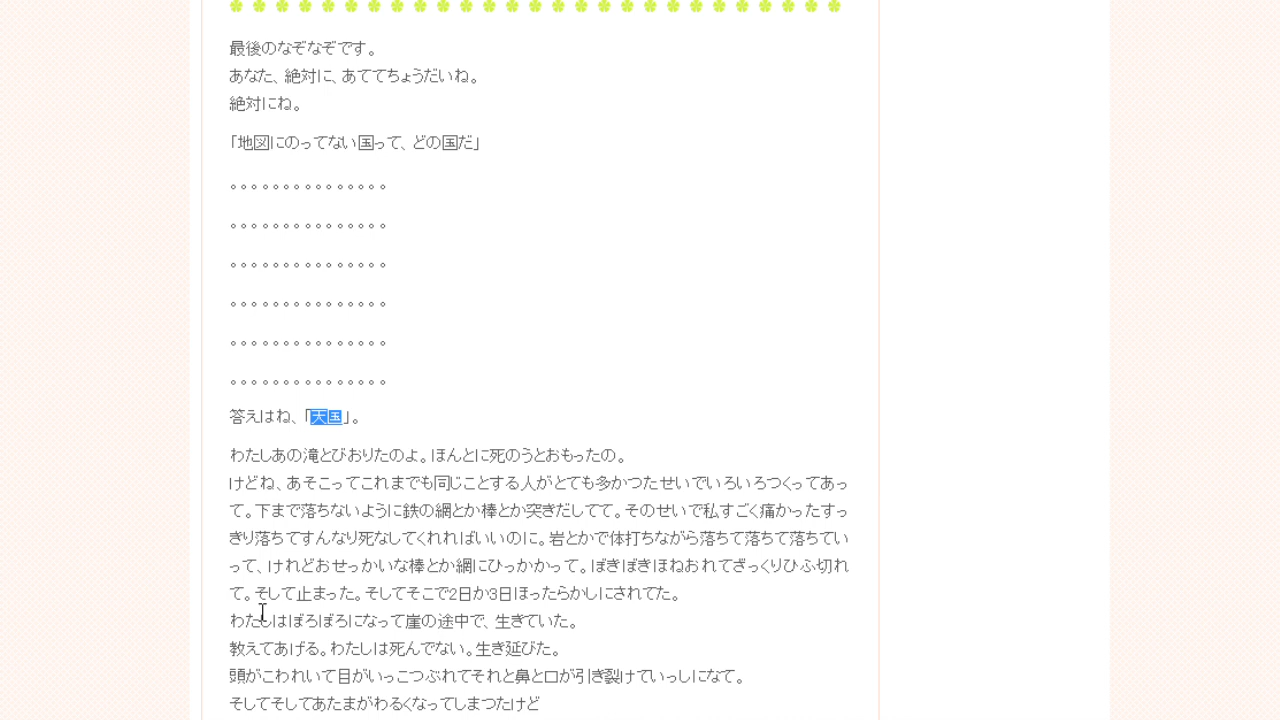 最後のなぞなぞです。
あなた、絶対に、あててちょうだいね。
絶対にね。
「地図にのってない国って、どの国だ」
。。。。。。。。。。。。。。。
。。。。。。。。。。。。。。。
。。。。。。。。。。。。。。。
。。。。。。。。。。。。。。。
。。。。。。。。。。。。。。。
。。。。。。。。。。。。。。。
答えはね、「天国」。
わたしあの滝とびおりたのよ。ほんとに死のうとおもったの。
けどね、あそこってこれまでも同じことする人がとても多かつたせいでいろいろつくってあっ
て。下まで落ちないように鉄の網とか棒とか突きだしてて。そのせいで私すごく痛かったすっ
きり落ちてすんなり死なしてくれればいいのに。岩とかで体打ちながら落ちて落ちて落ちてい
って、けれどおせっかいな棒とか網にひっかかって。ぼきぼきほねおれてざっくりひふ切れ
て。そして止まった。そしてそこで2日か3日ほったらかしにされてた。
わたしはぼろぼろになって崖の途中で、生きていた。
教えてあげる。わたしは死んでない。生き延びた。
頭がこわれいて目がいっこつぶれてそれと鼻と口が引き裂けていっしになて。
そしてそしてあたまがわるくなってしまつたけど